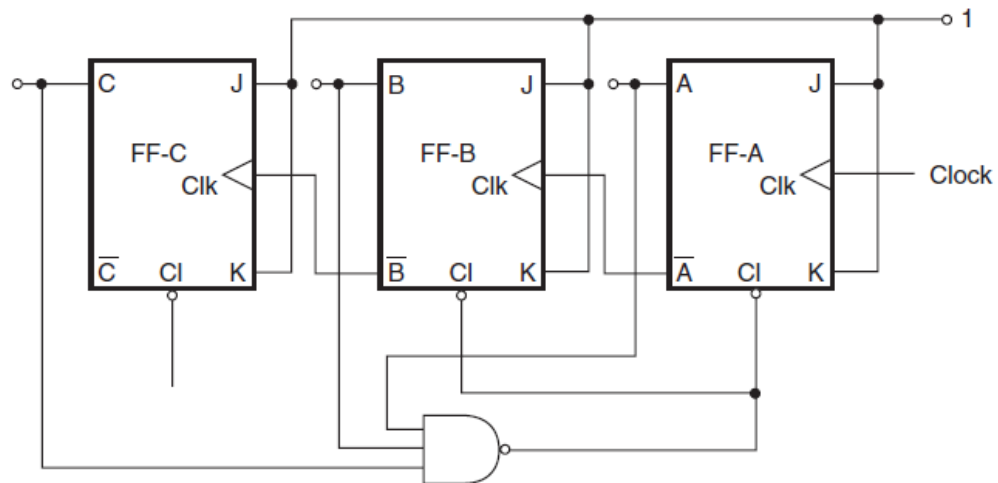 1
C J B J A J
FF-C FF-B FF-A
Clk Clk Clk Clock
C̅ Cl K B̅ Cl K A̅ Cl K